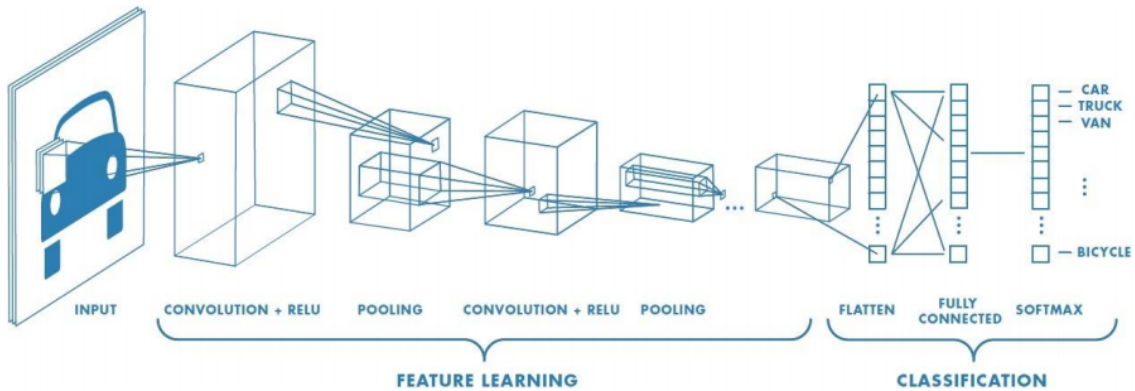 CAR
TRUCK
VAN
BICYCLE
INPUT
CONVOLUTION + RELU
POOLING
CONVOLUTION + RELU
POOLING
FLATTEN
FULLY
CONNECTED
SOFTMAX
FEATURE LEARNING
CLASSIFICATION